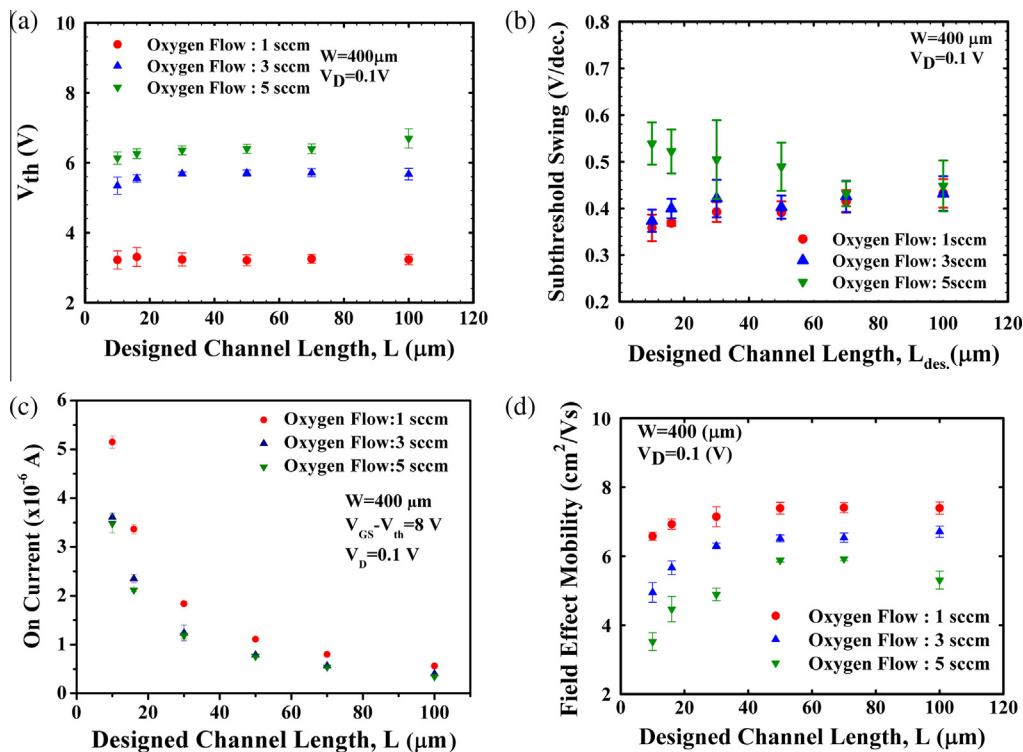 (a)
10
8
6
4
2
Vth (V)
Oxygen Flow : 1 sccm
Oxygen Flow : 3 sccm
Oxygen Flow : 5 sccm
W=400μm
VD=0.1V
0 20 40 60 80 100 120
Designed Channel Length, L (μm)
(b)
0.8
0.7
0.6
0.5
0.4
0.3
0.2
Subthreshold Swing (V/dec.)
W=400 μm
VD=0.1 V
Oxygen Flow: 1sccm
Oxygen Flow: 3sccm
Oxygen Flow: 5sccm
0 20 40 60 80 100 120
Designed Channel Length, Ldes.(μm)
(c)
6
5
4
3
2
1
0
On Current (x10-6 A)
Oxygen Flow:1 sccm
Oxygen Flow:3 sccm
Oxygen Flow:5 sccm
W=400 μm
VGS-Vth=8 V
VD=0.1 V
0 20 40 60 80 100
Designed Channel Length, L (μm)
(d)
10
8
6
4
2
Field Effect Mobility (cm2/Vs)
W=400 (μm)
VD=0.1 (V)
Oxygen Flow : 1 sccm
Oxygen Flow : 3 sccm
Oxygen Flow : 5 sccm
0 20 40 60 80 100 120
Designed Channel Length, L (μm)